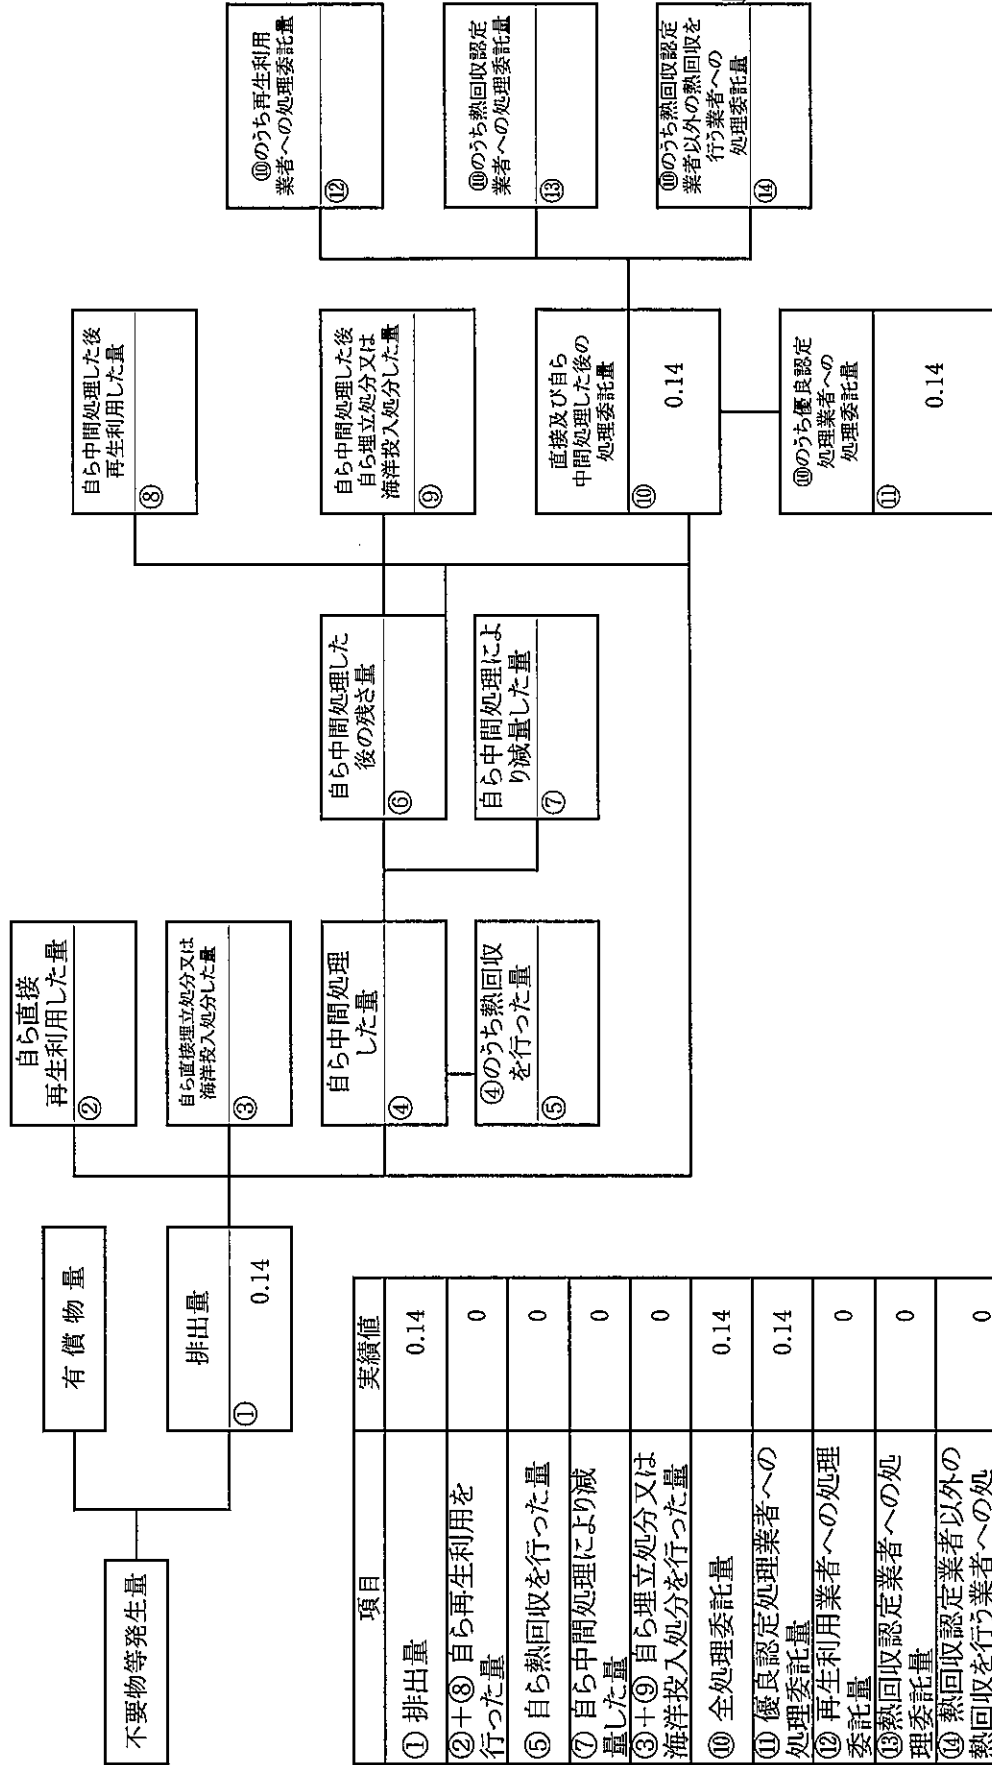 不要物等発生量
有償物量
排出量
①
0.14
自ら直接
再生利用した量
②
自ら直接埋立処分又は
海洋投入処分した量
③
自ら中間処理
した量
④
④のうち熱回収
を行った量
⑤
自ら中間処理した
後の残さ量
⑥
自ら中間処理によ
り減量した量
⑦
自ら中間処理した後
再生利用した量
⑧
自ら中間処理した後
自ら埋立処分又は
海洋投入処分した量
⑨
直接及び自ら
中間処理した後の
処理委託量
⑩
0.14
⑩のうち優良認定
処理業者への
処理委託量
⑪
0.14
⑩のうち再生利用
業者への処理委託量
⑫
⑩のうち熱回収認定
業者への処理委託量
⑬
⑩のうち熱回収認定
業者以外の熱回収を
行う業者への
処理委託量
⑭
項目 実績値
①排出量 0.14
②+⑧自ら再生利用を
行った量 0
⑤自ら熱回収を行った量 0
⑦自ら中間処理により減
量した量 0
③+⑨自ら埋立処分又は
海洋投入処分を行った量 0
⑩全処理委託量 0.14
⑪優良認定処理業者への
処理委託量 0.14
⑫再生利用業者への処理
委託量 0
⑬熱回収認定業者への処
理委託量 0
⑭熱回収認定業者以外の
熱回収を行う業者への処 0